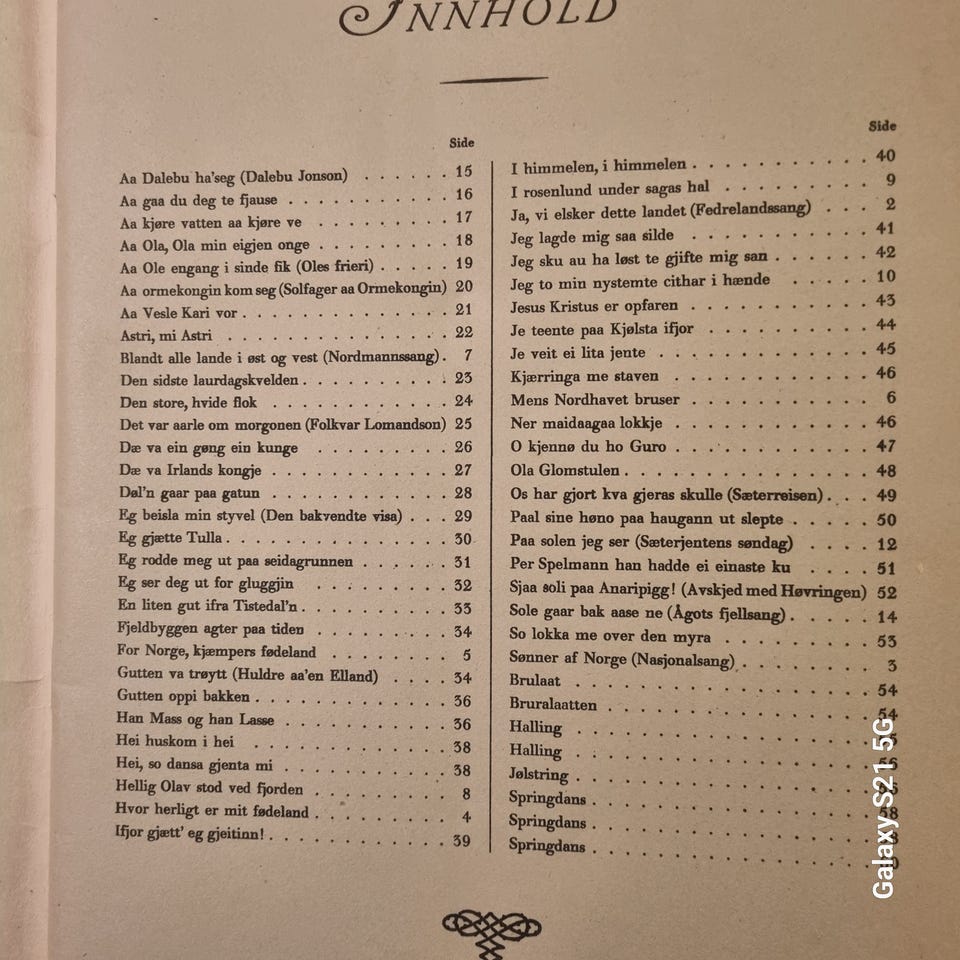 INNHOLD
Side
Aa Dalebu ha'seg (Dalebu Jonson) . . . . . . 15
Aa gaa du deg te fjause . . . . . . . . . . . 16
Aa kjøre vatten aa kjøre ve . . . . . . . . . 17
Aa Ola, Ola min eigjen onge . . . . . . . . . 18
Aa Ole engang i sinde fik (Oles frieri) . . . . . 19
Aa ormekongin kom seg (Solfager aa Ormekongin) 20
Aa Vesle Kari vor . . . . . . . . . . . . . . 21
Astri, mi Astri . . . . . . . . . . . . . . . 22
Blandt alle lande i øst og vest (Nordmannssang) . 7
Den sidste laurdagskvelden . . . . . . . . . . 23
Den store, hvide flok . . . . . . . . . . . . 24
Det var aarle om morgonen (Folkvar Lomandson) 25
Dæ va ein gøng ein kunge . . . . . . . . . 26
Dæ va Irlands kongje . . . . . . . . . . . . 27
Døl'n gaar paa gatun . . . . . . . . . . . . 28
Eg beisla min styvel (Den bakvendte visa) . . . 29
Eg gjætte Tulla . . . . . . . . . . . . . . . 30
Eg rodde meg ut paa seidagrunnen . . . . . . 31
Eg ser deg ut for gluggjin . . . . . . . . . . 32
En liten gut ifra Tistedal'n . . . . . . . . . . 33
Fjeldbyggen agter paa tiden . . . . . . . . . 34
For Norge, kjæmpers fødeland . . . . . . . . 5
Gutten va trøytt (Huldre aa'en Elland) . . . . 34
Gutten oppi bakken . . . . . . . . . . . . . 36
Han Mass og han Lasse . . . . . . . . . . . 36
Hei huskom i hei . . . . . . . . . . . . . 38
Hei, so dansa gjenta mi . . . . . . . . . . . 38
Hellig Olav stod ved fjorden . . . . . . . . . 8
Hvor herligt er mit fødeland . . . . . . . . . 4
Ifjor gjætt' eg gjeitinn! . . . . . . . . . . . . 39
Side
I himmelen, i himmelen . . . . . . . . . . . 40
I rosenlund under sagas hal . . . . . . . . . 9
Ja, vi elsker dette landet (Fedrelandssang) . . . 2
Jeg lagde mig saa silde . . . . . . . . . . . 41
Jeg sku au ha løst te gjifte mig san . . . . . . 42
Jeg to min nystemte cithar i hænde . . . . . 10
Jesus Kristus er opfaren . . . . . . . . . . . 43
Je teente paa Kjølsta ifjor . . . . . . . . . . 44
Je veit ei lita jente . . . . . . . . . . . . . 45
Kjærringa me staven . . . . . . . . . . . . 46
Mens Nordhavet bruser . . . . . . . . . . . 6
Ner maidaagaa lokkje . . . . . . . . . . . . 46
O kjennø du ho Guro . . . . . . . . . . . . 47
Ola Glomstulen . . . . . . . . . . . . . . . 48
Os har gjort kva gjeras skulle (Sæterreisen) . . . 49
Paal sine høno paa haugann ut slepte . . . . . 50
Paa solen jeg ser (Sæterjentens søndag) . . . . 12
Per Spelmann han hadde ei einaste ku . . . . 51
Sjaa soli paa Anaripigg! (Avskjed med Høvringen) 52
Sole gaar bak aase ne (Ågots fjellsang) . . . . . 14
So lokka me over den myra . . . . . . . . . 53
Sønner af Norge (Nasjonalsang) . . . . . . . . 3
Brulaat . . . . . . . . . . . . . . . . . . 54
Bruralaatten . . . . . . . . . . . . . . . . 54
Halling
Halling
Jølstring
Springdans
Springdans
Springdans
Galaxy S21 5G